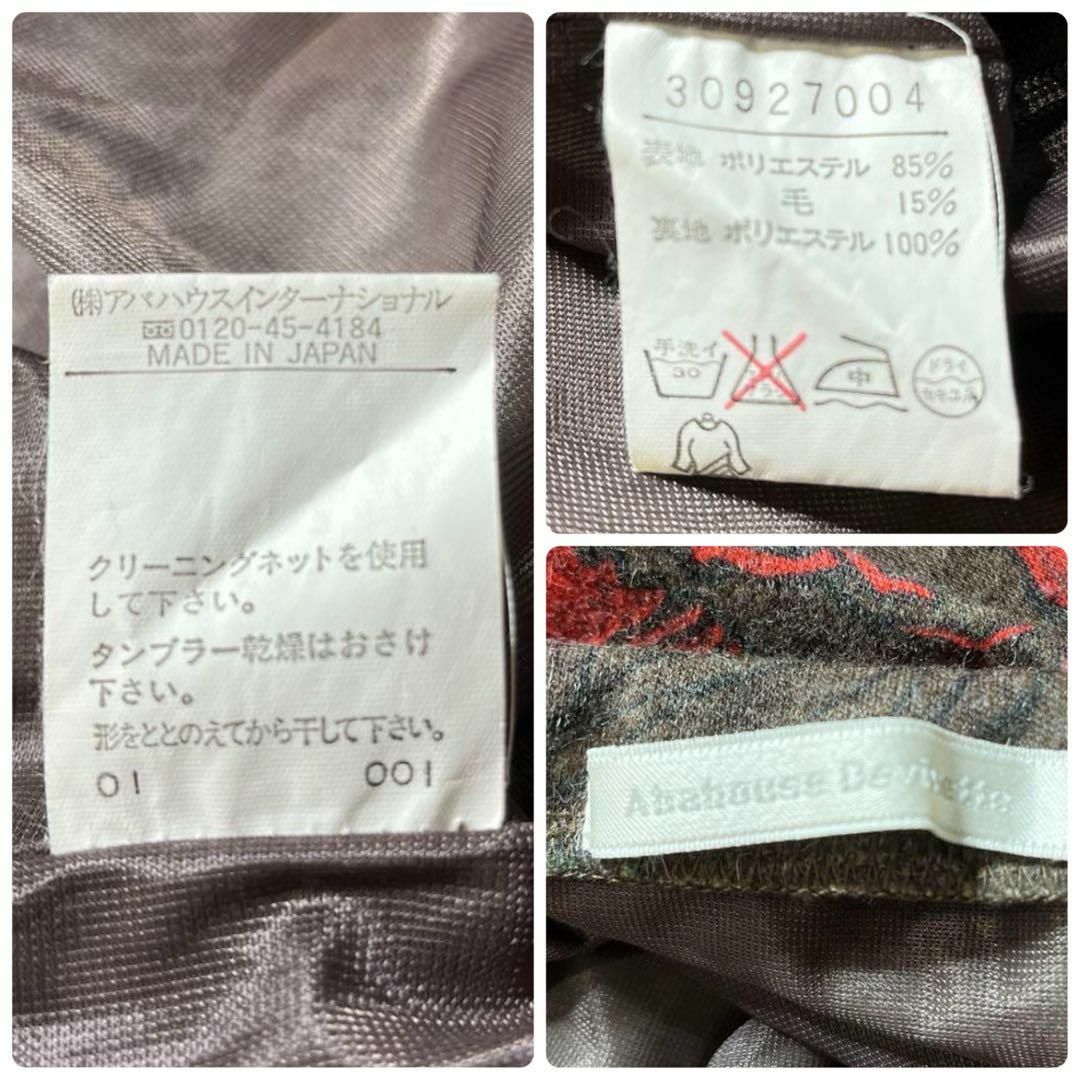 (株)アバハウスインターナショナル
0120-45-4184
MADE IN JAPAN
クリーニングネットを使用
して下さい。
タンブラー乾燥はおさけ
下さい。
形をととのえてから干して下さい。
01 001
30927004
表地 ポリエステル 85%
毛 15%
裏地 ポリエステル 100%
手洗イ
30
中
ドライ
セキユ系
Abahouse Devinette